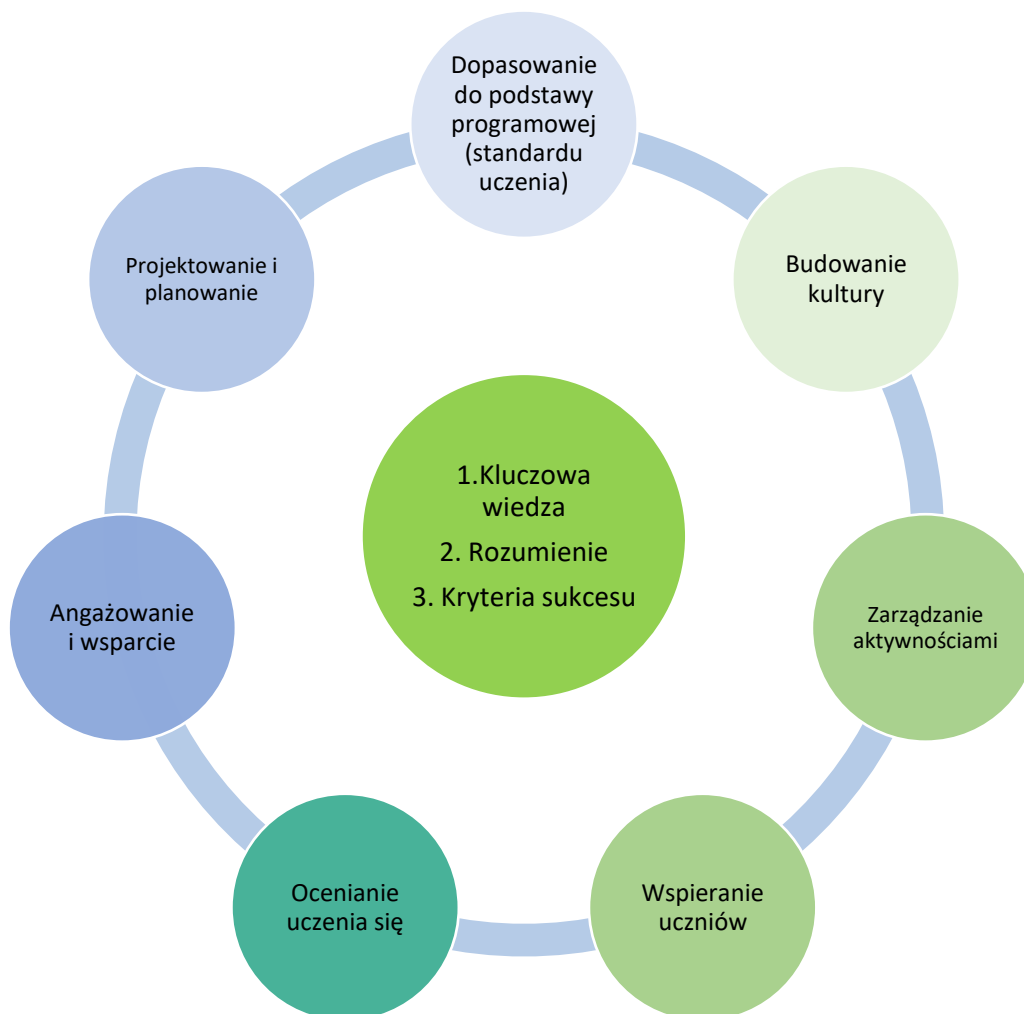 Dopasowanie
do podstawy
programowej
(standardu
uczenia)
Budowanie
kultury
Zarządzanie
aktywnościami
Wspieranie
uczniów
Ocenianie
uczenia się
Angażowanie
i wsparcie
Projektowanie i
planowanie
1.Kluczowa
wiedza
2. Rozumienie
3. Kryteria sukcesu